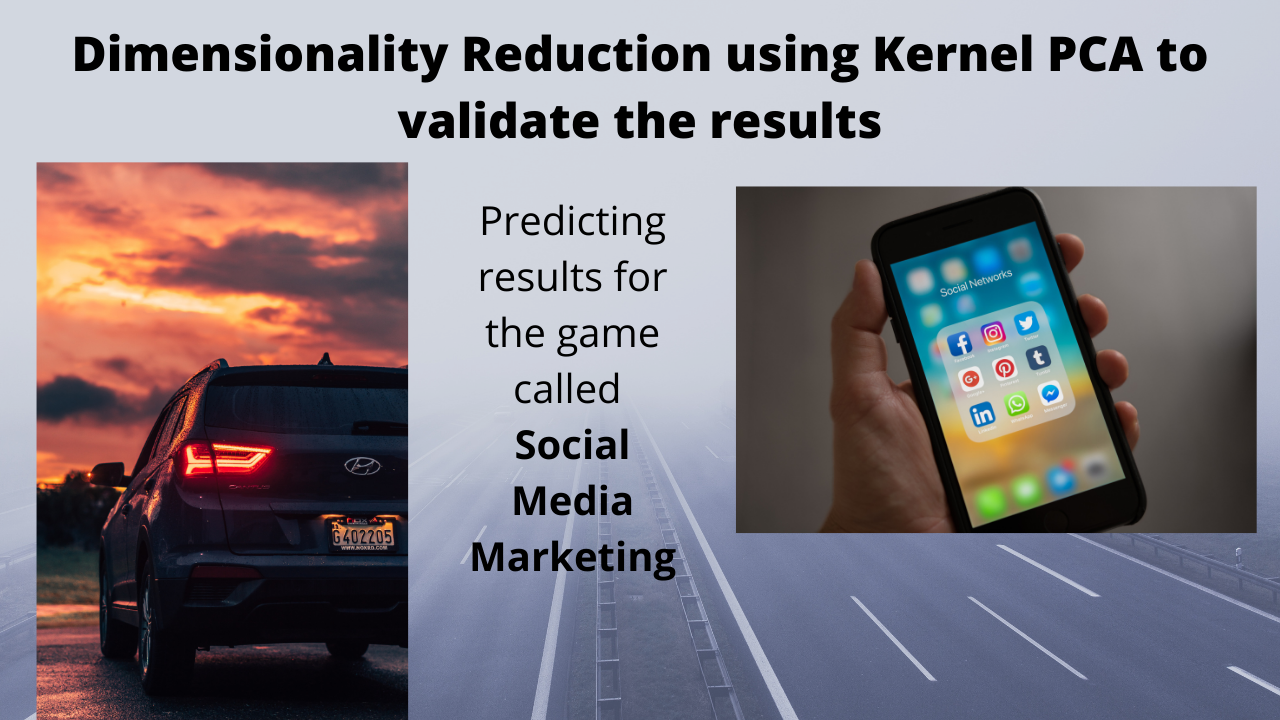 Dimensionality Reduction using Kernel PCA to
validate the results
Predicting
results for
the game
called
Social
Media
Marketing
Social Networks
G402205